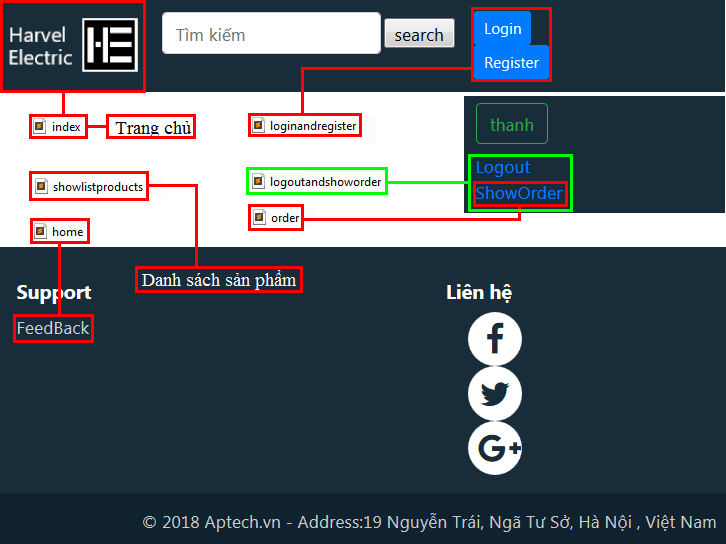 Harvel
Electric
HE
Tìm kiếm
search
Login
Register
index
Trang chủ
loginandregister
thanh
showlistproducts
logoutandshoworder
Logout
ShowOrder
home
order
Danh sách sản phẩm
Support
Liên hệ
FeedBack
f
G+
© 2018 Aptech.vn - Address:19 Nguyễn Trái, Ngã Tư Sở, Hà Nội , Việt Nam